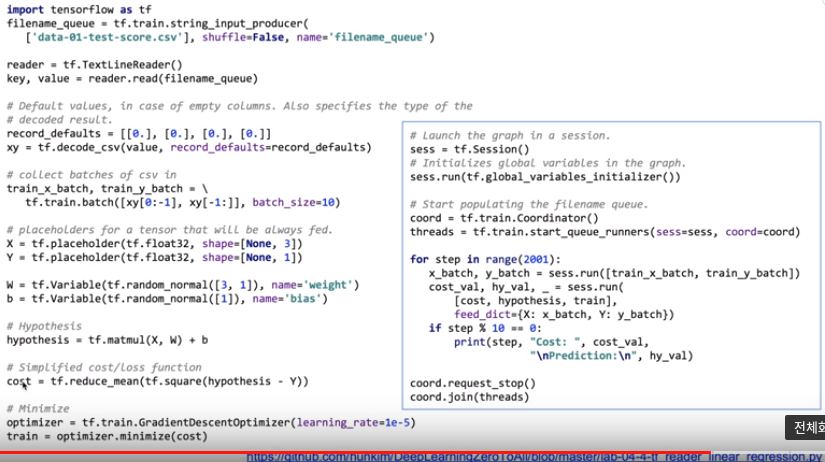 import tensorflow as tf
filename_queue = tf.train.string_input_producer(
    ['data-01-test-score.csv'], shuffle=False, name='filename_queue')

reader = tf.TextLineReader()
key, value = reader.read(filename_queue)

# Default values, in case of empty columns. Also specifies the type of the
# decoded result.
record_defaults = [[0.], [0.], [0.], [0.]]
xy = tf.decode_csv(value, record_defaults=record_defaults)

# collect batches of csv in
train_x_batch, train_y_batch = \
    tf.train.batch([xy[0:-1], xy[-1:]], batch_size=10)

# placeholders for a tensor that will be always fed.
X = tf.placeholder(tf.float32, shape=[None, 3])
Y = tf.placeholder(tf.float32, shape=[None, 1])

W = tf.Variable(tf.random_normal([3, 1]), name='weight')
b = tf.Variable(tf.random_normal([1]), name='bias')

# Hypothesis
hypothesis = tf.matmul(X, W) + b

# Simplified cost/loss function
cost = tf.reduce_mean(tf.square(hypothesis - Y))

# Minimize
optimizer = tf.train.GradientDescentOptimizer(learning_rate=1e-5)
train = optimizer.minimize(cost)

# Launch the graph in a session.
sess = tf.Session()
# Initializes global variables in the graph.
sess.run(tf.global_variables_initializer())

# Start populating the filename queue.
coord = tf.train.Coordinator()
threads = tf.train.start_queue_runners(sess=sess, coord=coord)

for step in range(2001):
    x_batch, y_batch = sess.run([train_x_batch, train_y_batch])
    cost_val, hy_val, _ = sess.run(
        [cost, hypothesis, train],
        feed_dict={X: x_batch, Y: y_batch})
    if step % 10 == 0:
        print(step, "Cost: ", cost_val,
                    "\nPrediction:\n", hy_val)

coord.request_stop()
coord.join(threads)
전체화
https://github.com/hunkim/DeepLearningZeroToAll/blob/master/lab-04-4-tf_reader_linear_regression.py